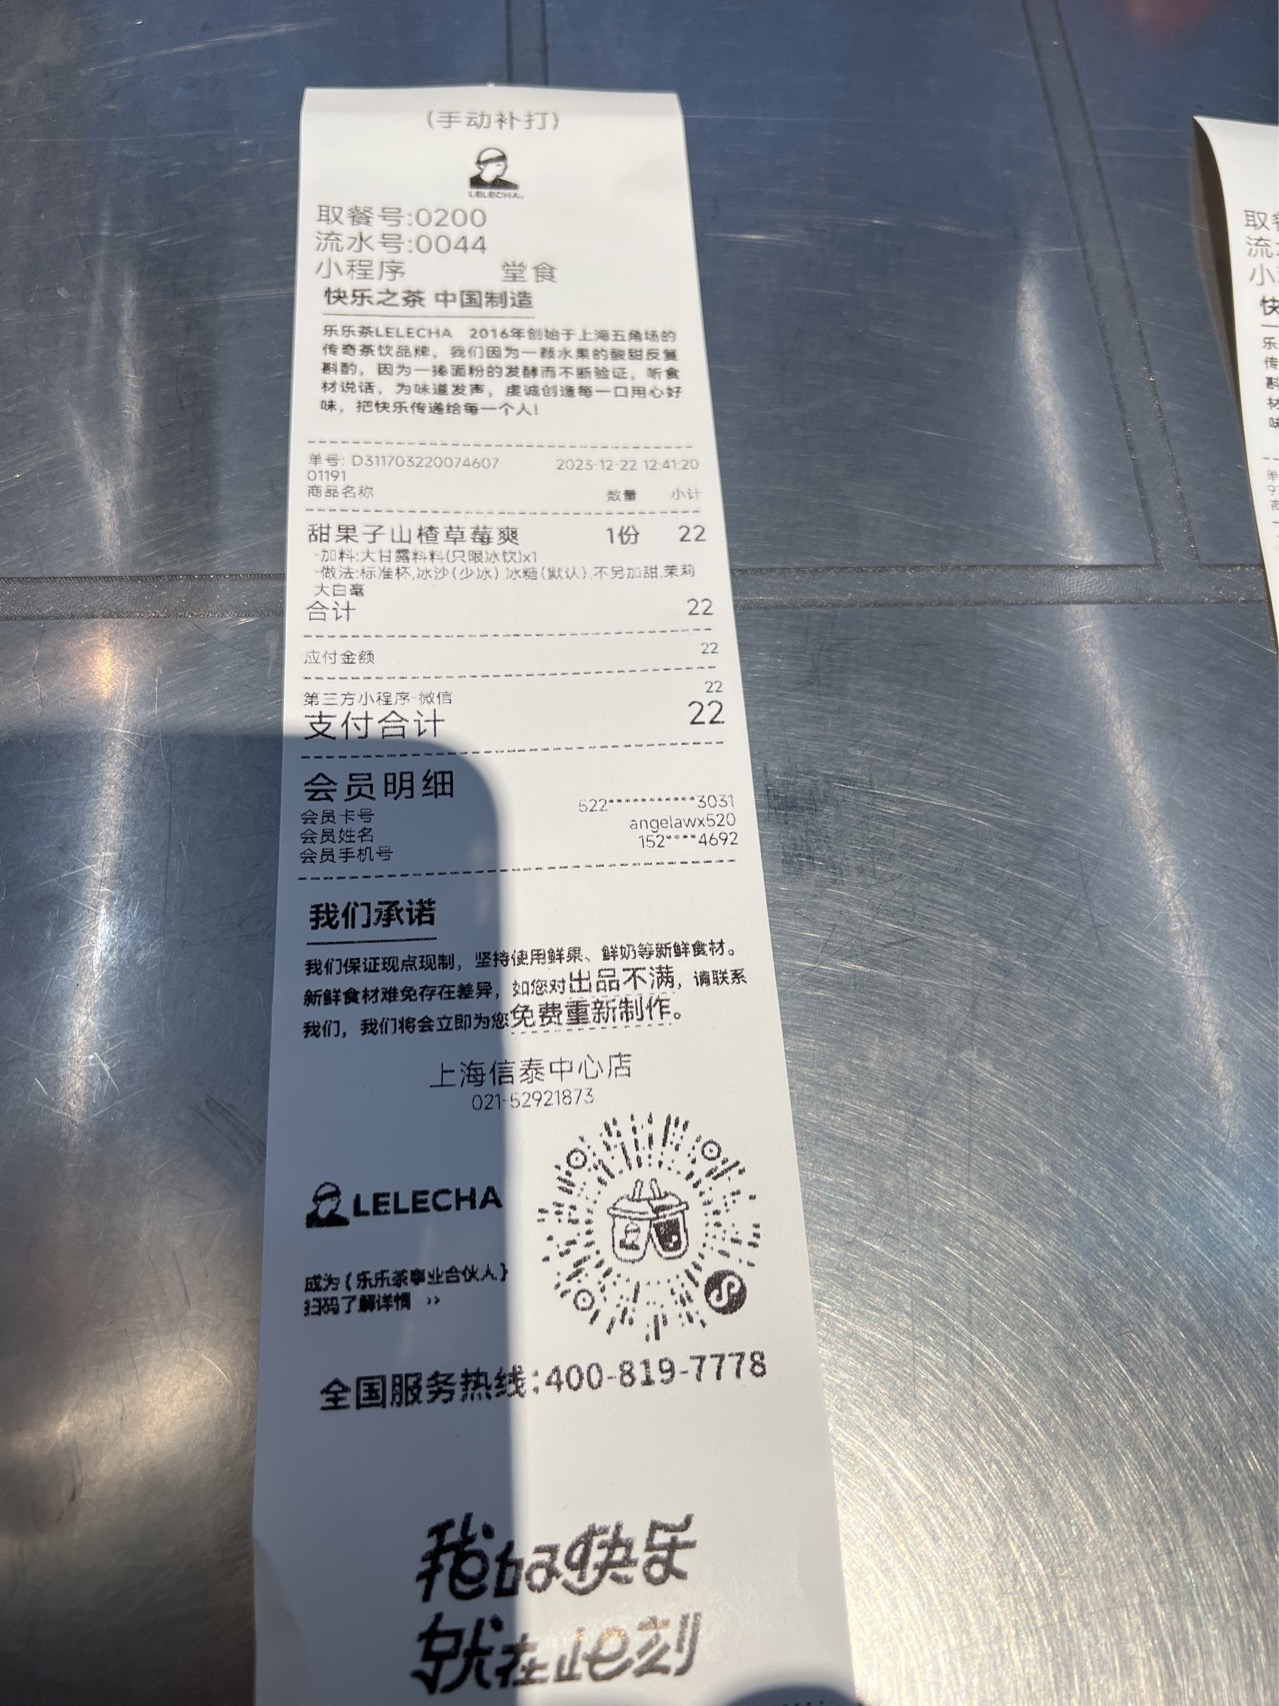 (手动补打)
LELECHA
取餐号:0200
流水号:0044
小程序 堂食
快乐之茶 中国制造
乐乐茶LELECHA 2016年创始于上海五角场的
传奇茶饮品牌，我们因为一颗水果的酸甜反复
斟酌，因为一捧面粉的发酵而不断验证，听食
材说话，为味道发声，虔诚创造每一口用心好
味，把快乐传递给每一个人!
单号: D311703220074607 2023-12-22 12:41:20
01191
商品名称 数量 小计
甜果子山楂草莓爽 1份 22
-加料:大甘露料料(只限冰饮)x1
-做法:标准杯,冰沙(少冰),冰糖(默认),不另加甜,茉莉
大白毫
合计 22
应付金额 22
第三方小程序-微信 22
支付合计 22
会员明细
会员卡号 522************3031
会员姓名 angelawx520
会员手机号 152****4692
我们承诺
我们保证现点现制，坚持使用鲜果、鲜奶等新鲜食材。
新鲜食材难免存在差异，如您对出品不满，请联系
我们，我们将会立即为您免费重新制作。
上海信泰中心店
021-52921873
LELECHA
成为{乐乐茶事业合伙人}
扫码了解详情 >>
全国服务热线:400-819-7778
我的快乐
就在此刻
取
流
小
快
乐
传
斟
材
味